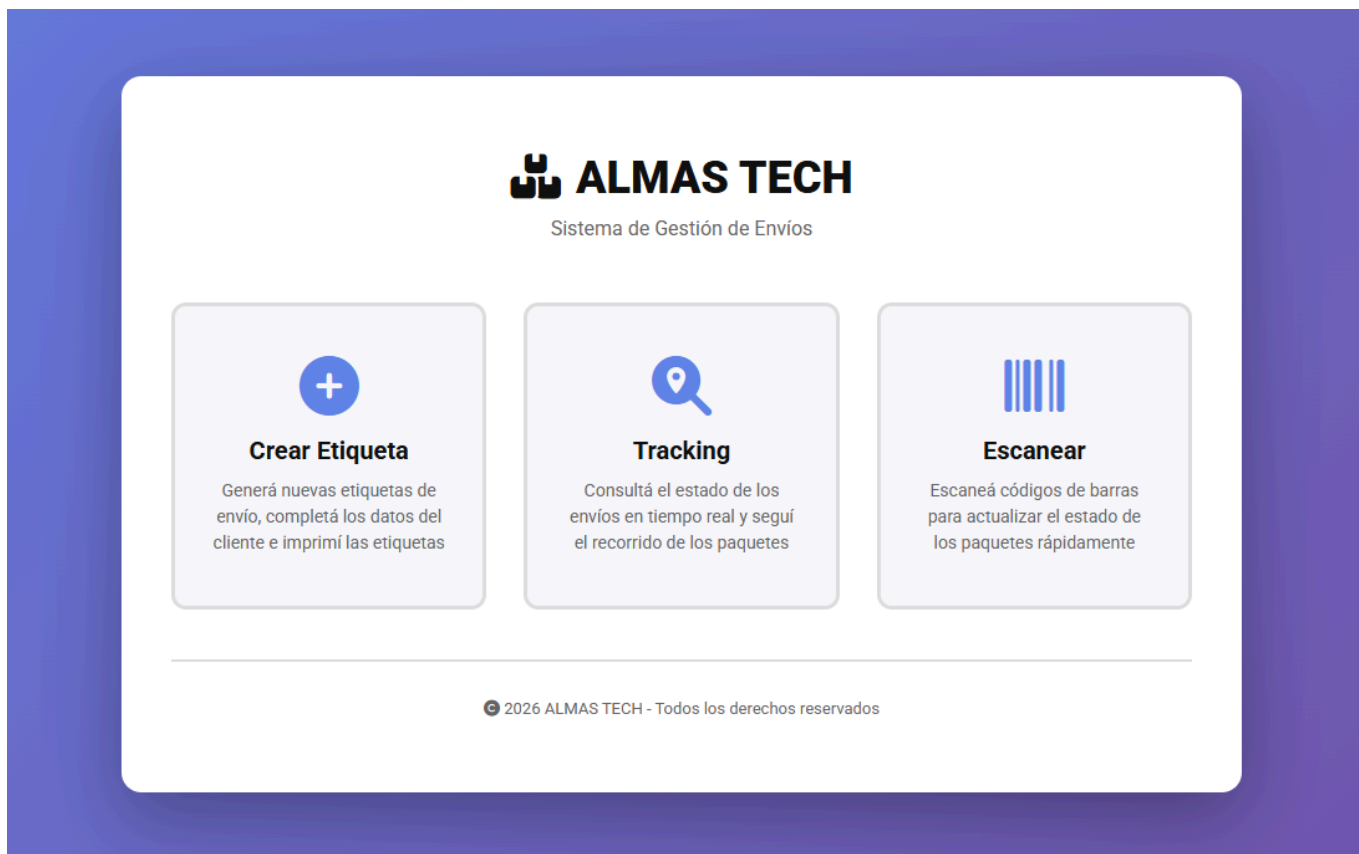 ALMAS TECH
Sistema de Gestión de Envíos
Crear Etiqueta
Generá nuevas etiquetas de
envío, completá los datos del
cliente e imprimí las etiquetas
Tracking
Consultá el estado de los
envíos en tiempo real y seguí
el recorrido de los paquetes
Escanear
Escaneá códigos de barras
para actualizar el estado de
los paquetes rápidamente
© 2026 ALMAS TECH - Todos los derechos reservados